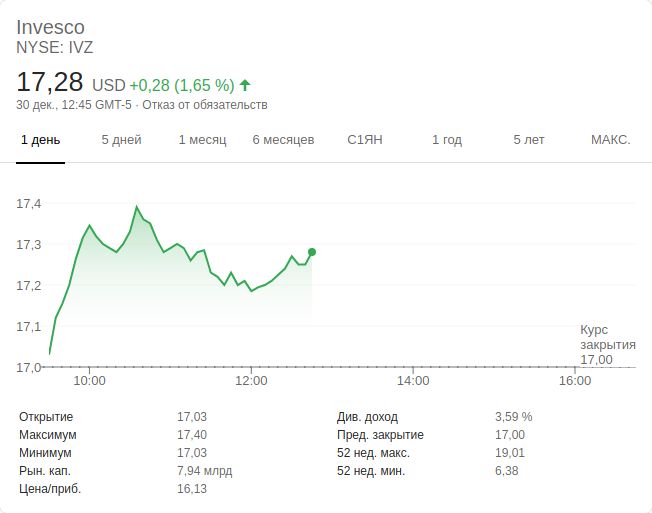 Invesco
NYSE: IVZ
17,28 USD +0,28 (1,65 %)
30 дек., 12:45 GMT-5 · Отказ от обязательств
1 день 5 дней 1 месяц 6 месяцев С1ЯН 1 год 5 лет МАКС.
17,4
17,3
17,2
17,1
Курс
закрытия
17,00
17,0
10:00 12:00 14:00 16:00
Открытие 17,03 Див. доход 3,59 %
Максимум 17,40 Пред. закрытие 17,00
Минимум 17,03 52 нед. макс. 19,01
Рын. кап. 7,94 млрд 52 нед. мин. 6,38
Цена/приб. 16,13